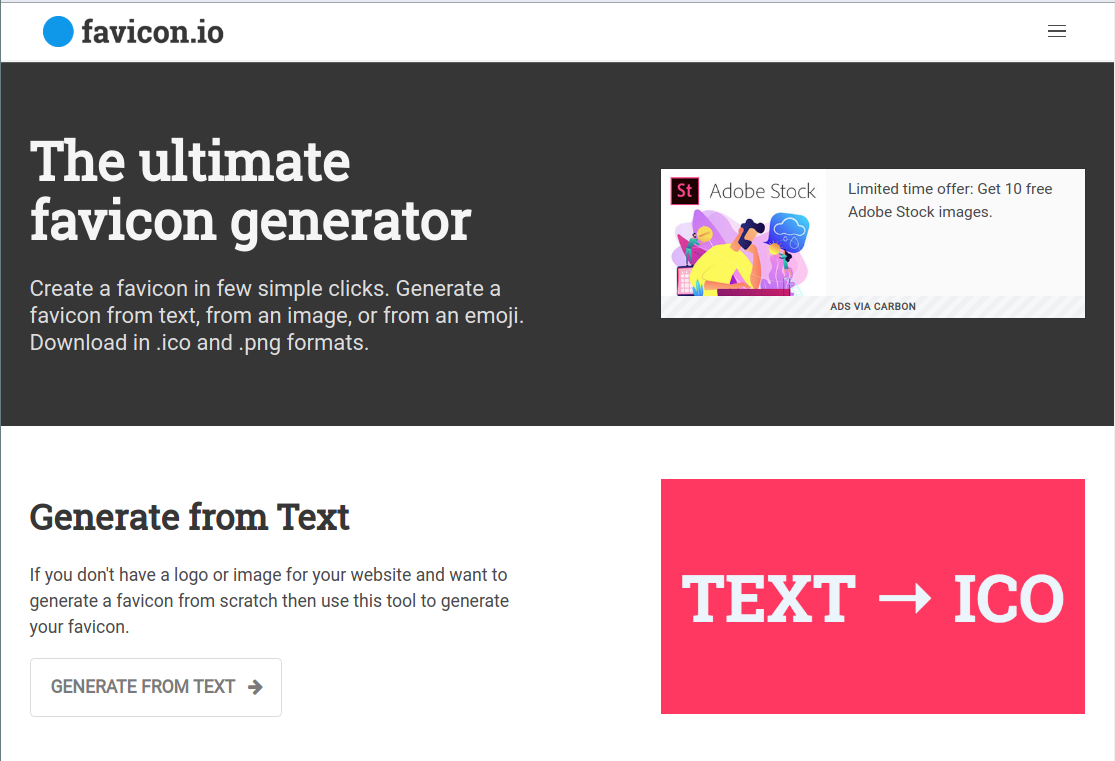 favicon.io
The ultimate
favicon generator
Create a favicon in few simple clicks. Generate a
favicon from text, from an image, or from an emoji.
Download in .ico and .png formats.
St Adobe Stock
Limited time offer: Get 10 free
Adobe Stock images.
ADS VIA CARBON
Generate from Text
If you don't have a logo or image for your website and want to
generate a favicon from scratch then use this tool to generate
your favicon.
GENERATE FROM TEXT →
TEXT → ICO